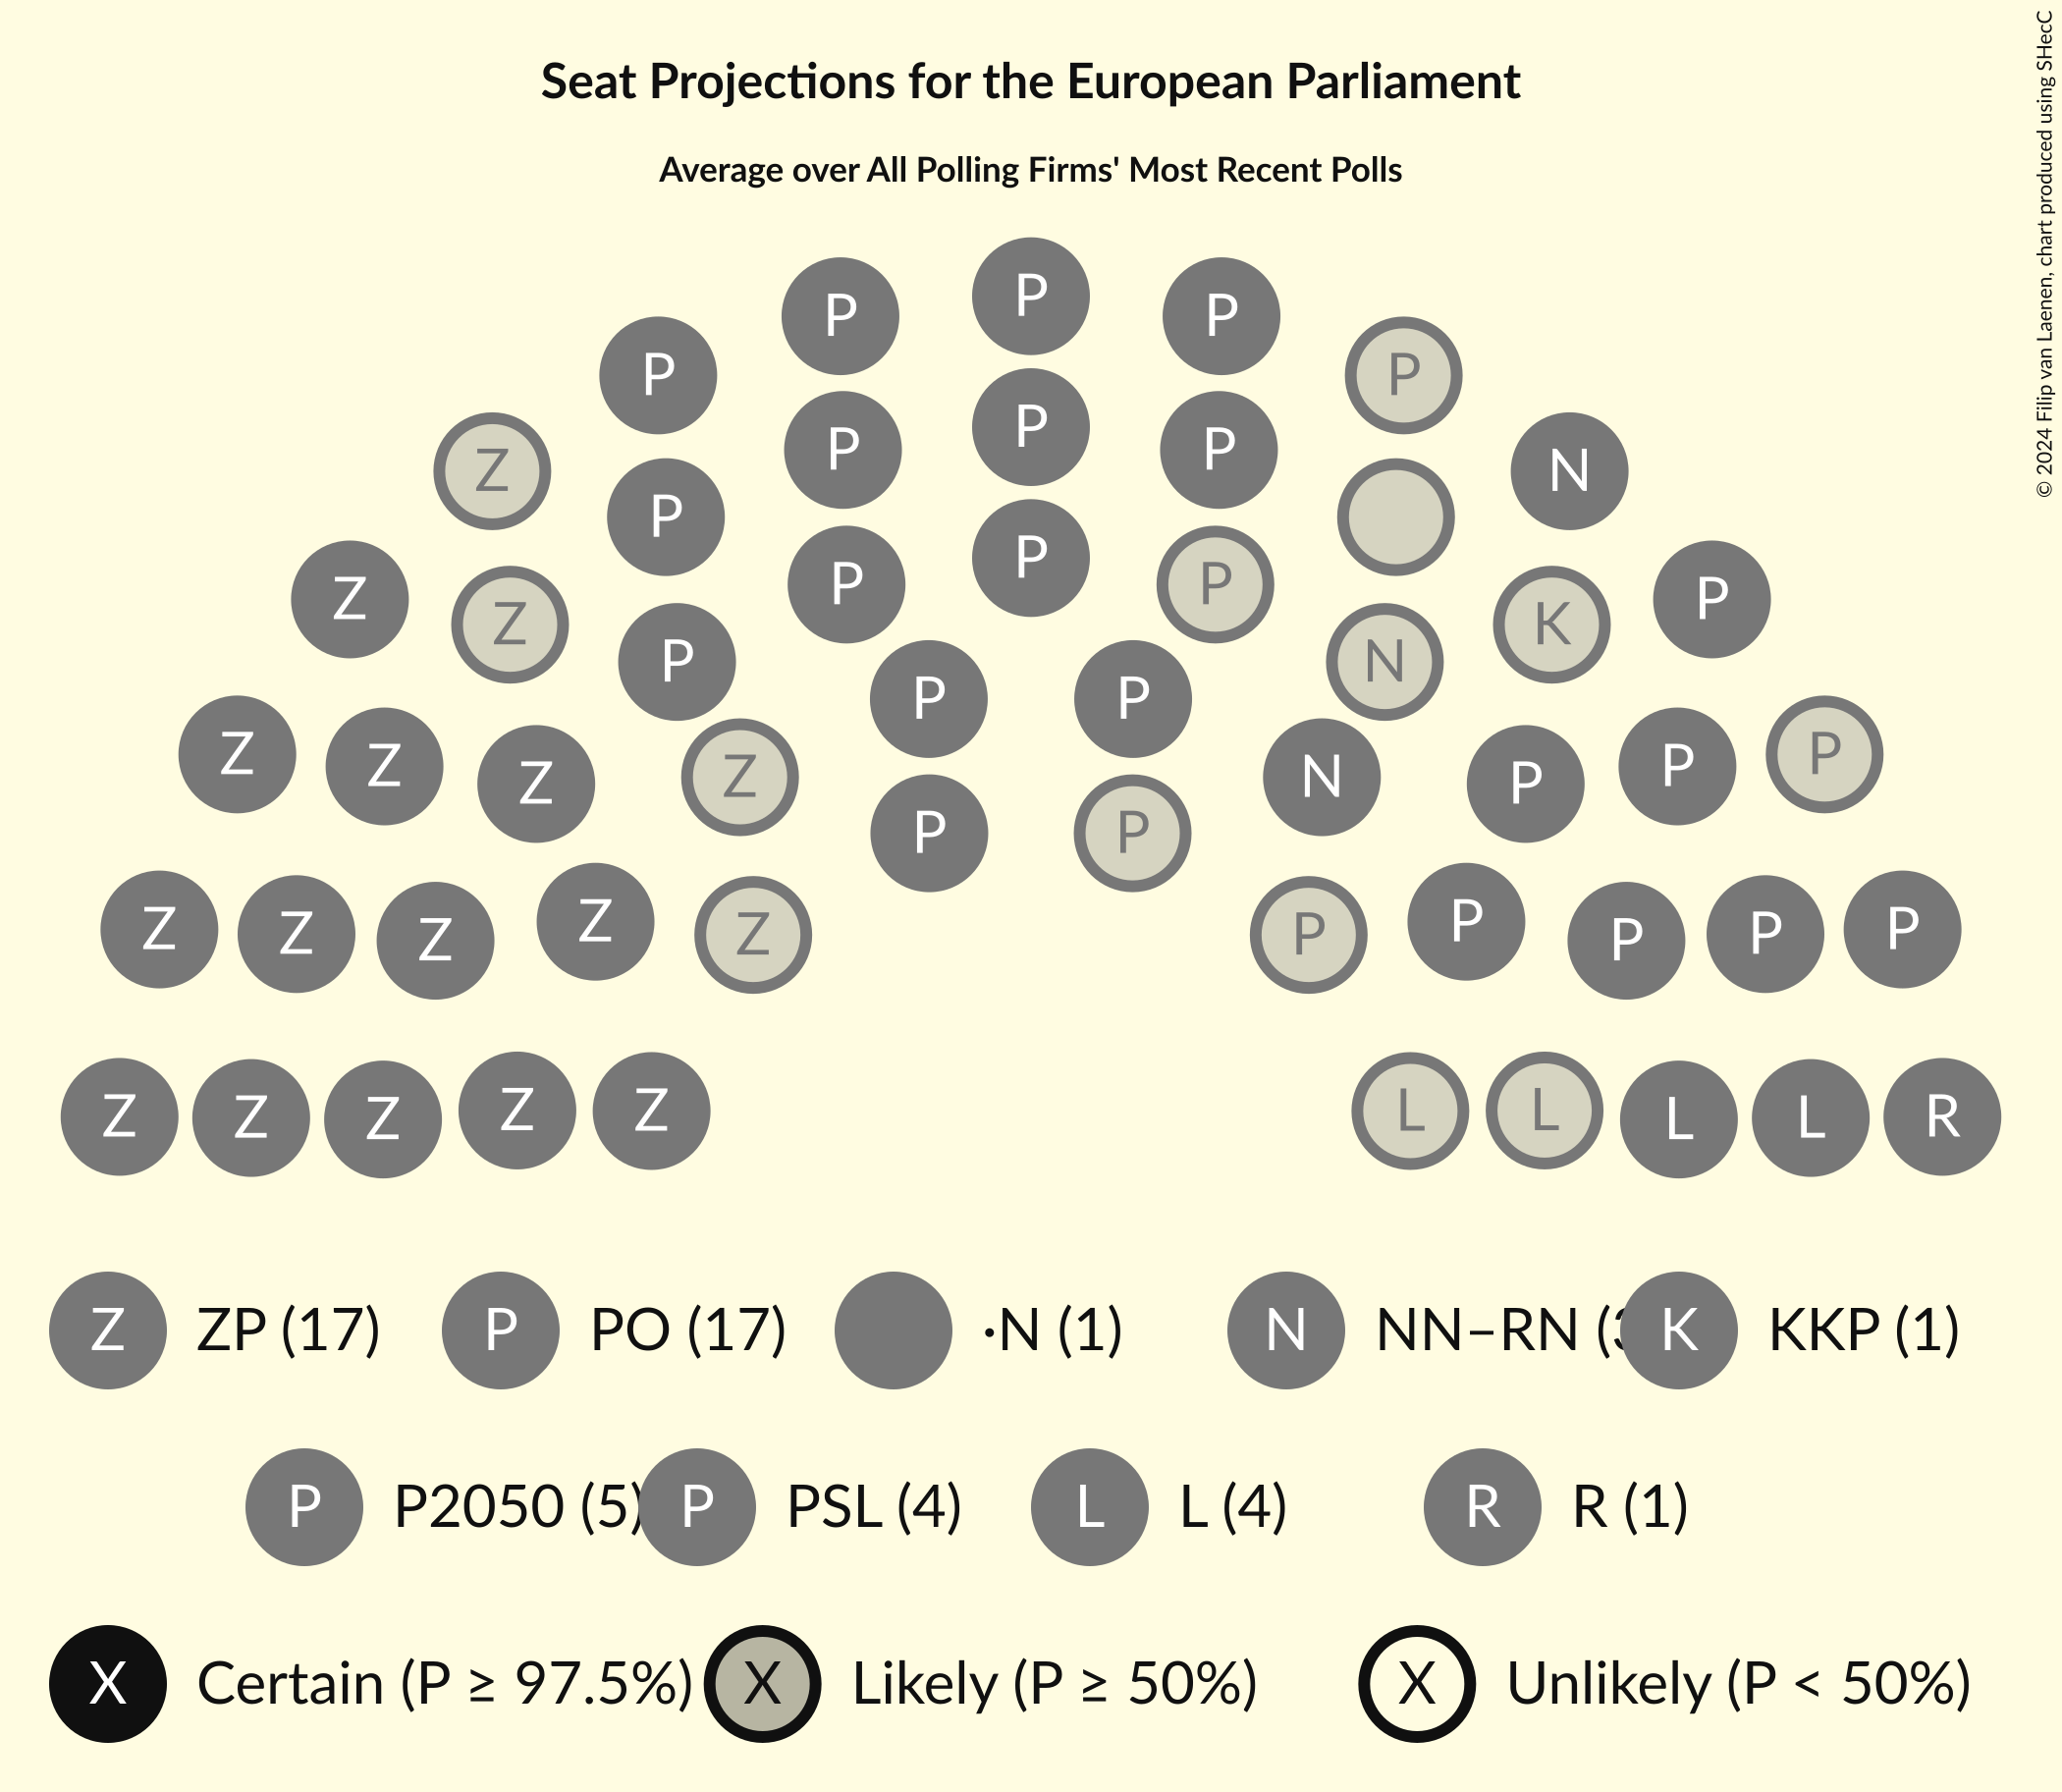 Seat Projections for the European Parliament
Average over All Polling Firms' Most Recent Polls
© 2024 Filip van Laenen, chart produced using SHecC
P
P P
P P
Z N
P
P P
P
Z P
P
P P
Z K
P N
P P
Z P
Z N
Z P
Z P
Z P
P P
Z P
Z P
Z P
Z P
Z P
Z Z Z Z Z L L L L R
Z ZP (17) P PO (17) ·N (1) N NN–RN ( K KKP (1)
P P2050 (5) P PSL (4) L L (4) R R (1)
X Certain (P ≥ 97.5%) X Likely (P ≥ 50%) X Unlikely (P < 50%)